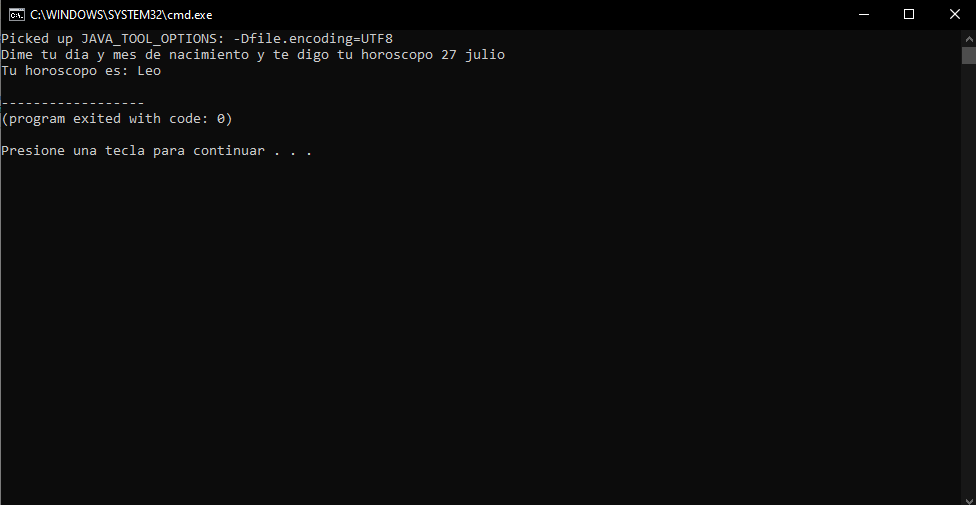 C:\WINDOWS\SYSTEM32\cmd.exe
Picked up JAVA_TOOL_OPTIONS: -Dfile.encoding=UTF8
Dime tu dia y mes de nacimiento y te digo tu horoscopo 27 julio
Tu horoscopo es: Leo
------------------
(program exited with code: 0)
Presione una tecla para continuar . . .